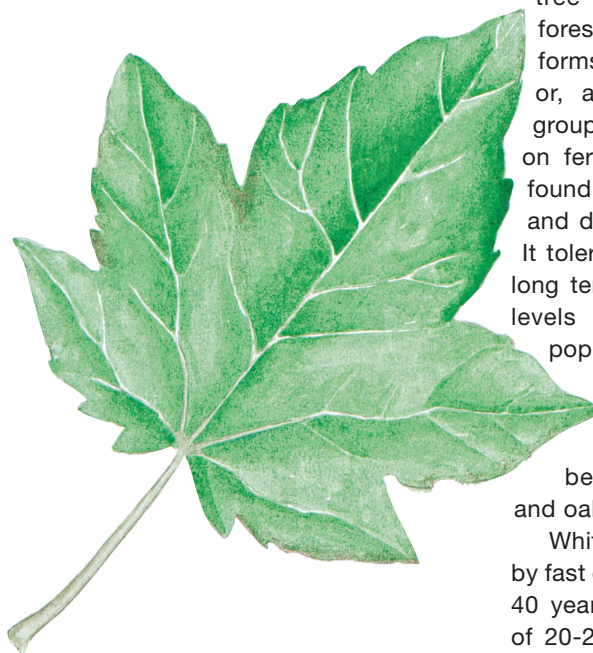 tree
fores
forms
or, a
group
on fer
found
and d
It toler
long ter
levels
pop
be
and oal
Whit
by fast
40 year
of 20-2